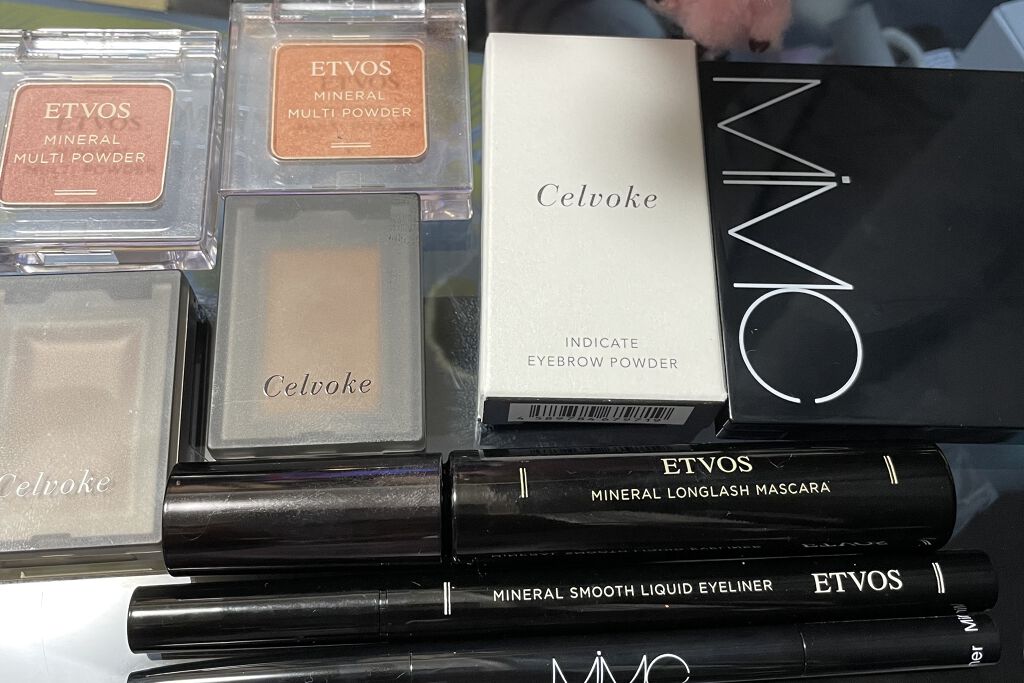 ETVOS
MINERAL
MULTI POWDER
ETVOS
MINERAL
MULTI POWDER
Celvoke
INDICATE
EYEBROW POWDER
MiMC
Celvoke
Celvoke
ETVOS
MINERAL LONGLASH MASCARA
MINERAL SMOOTH LIQUID EYELINER ETVOS
MiMC